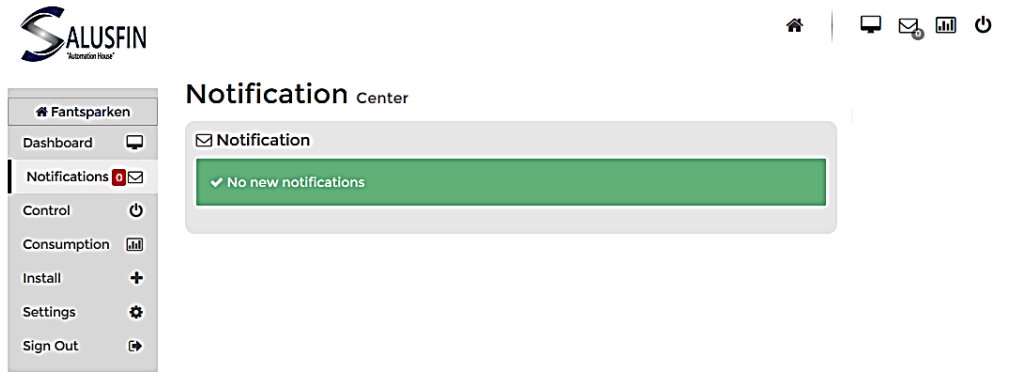 SALUSFIN
"Automation House"
0
Fantsparken
Dashboard
Notifications 0
Control
Consumption
Install
Settings
Sign Out
Notification Center
Notification
No new notifications